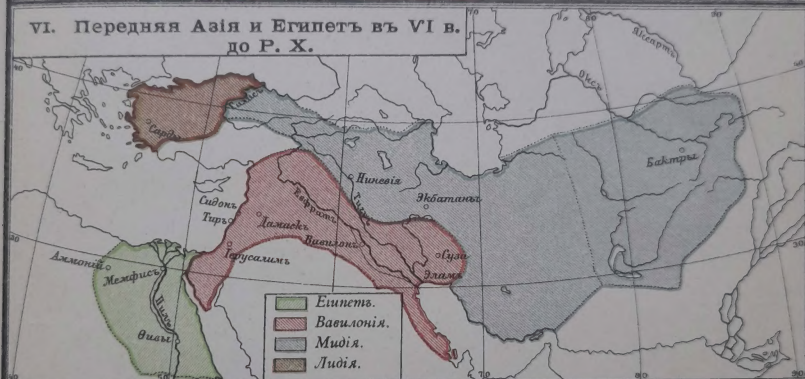 VI. Передняя Азія и Египетъ въ VI в.
до Р. Х.
Яксартъ
Оксъ
Сарды
Бактры
Ниневія
Экбатаны
Сидонъ
Тиръ
Дамаскъ
Евфратъ
Тигръ
Вавилонъ
Суза
Эламъ
Іерусалимъ
Аммоній
Мемфисъ
Нилъ
Ѳивы
Египетъ.
Вавилонія.
Мидія.
Лидія.